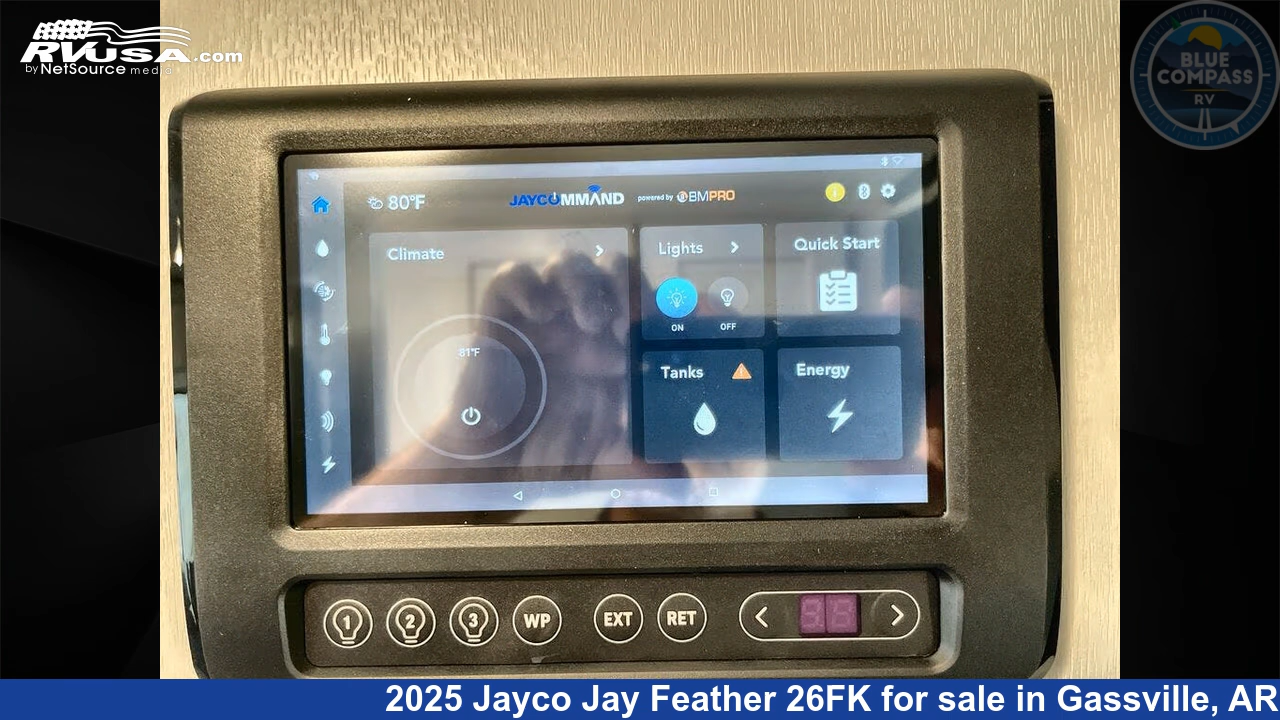 RVUSA.com
by NetSource media
BLUE
COMPASS
RV
80°F
JAYCOMMAND powered by BMPRO
Climate
Lights
Quick Start
81°F
ON
OFF
Tanks
Energy
1
2
3
WP
EXT
RET
2025 Jayco Jay Feather 26FK for sale in Gassville, AR